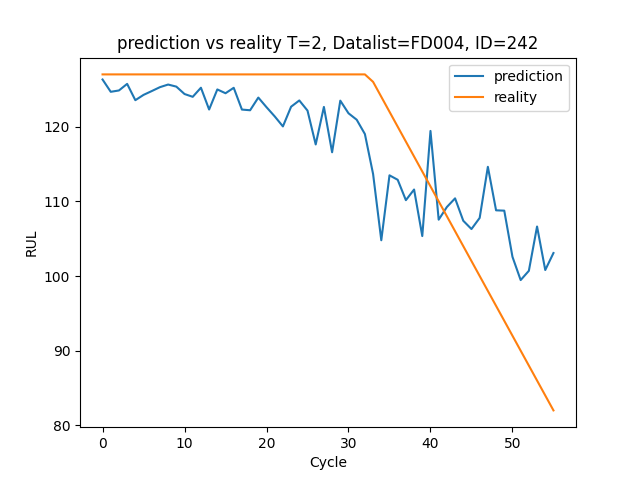 prediction vs reality T=2, Datalist=FD004, ID=242
prediction
reality
RUL
120
110
100
90
80
0 10 20 30 40 50
Cycle